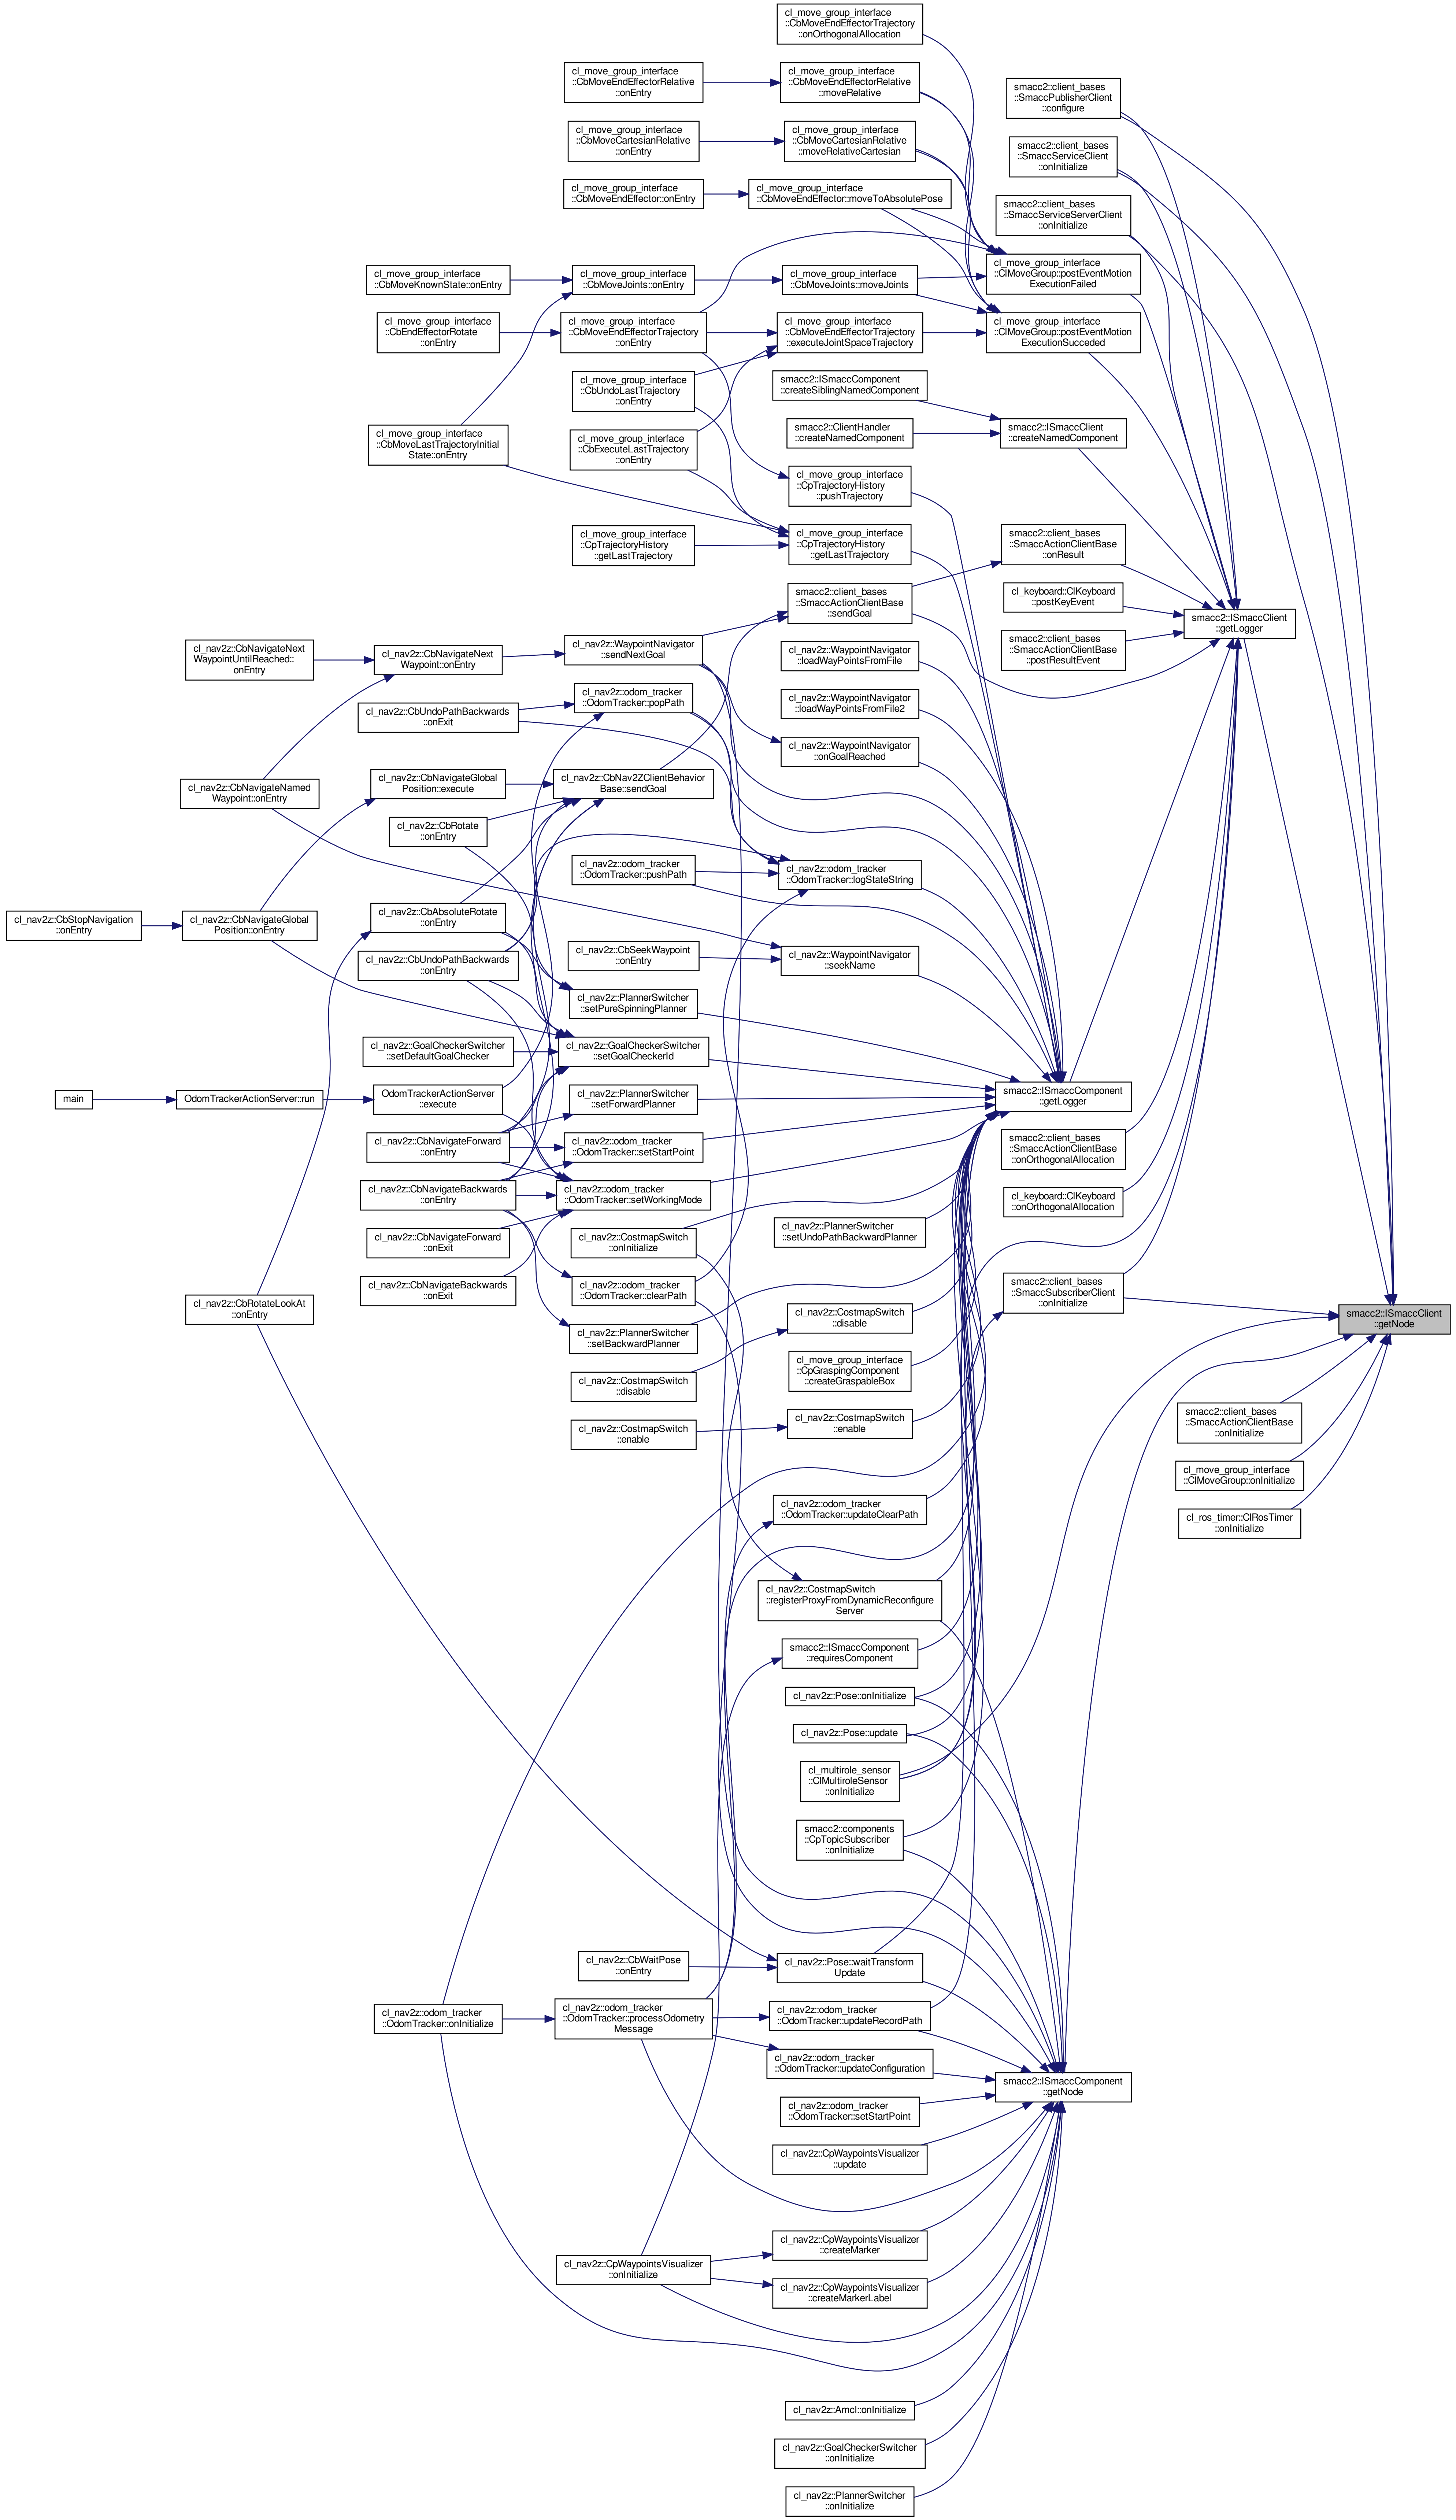 cl_move_group_interface
::CbMoveEndEffectorTrajectory
::onOrthogonalAllocation
cl_move_group_interface
::CbMoveEndEffectorRelative
::onEntry
cl_move_group_interface
::CbMoveEndEffectorRelative
::moveRelative
smacc2::client_bases
::SmaccPublisherClient
::configure
cl_move_group_interface
::CbMoveCartesianRelative
::onEntry
cl_move_group_interface
::CbMoveCartesianRelative
::moveRelativeCartesian
smacc2::client_bases
::SmaccServiceClient
::onInitialize
cl_move_group_interface
::CbMoveEndEffector::onEntry
cl_move_group_interface
::CbMoveEndEffector::moveToAbsolutePose
smacc2::client_bases
::SmaccServiceServerClient
::onInitialize
cl_move_group_interface
::CbMoveKnownState::onEntry
cl_move_group_interface
::CbMoveJoints::onEntry
cl_move_group_interface
::CbMoveJoints::moveJoints
cl_move_group_interface
::ClMoveGroup::postEventMotion
ExecutionFailed
cl_move_group_interface
::CbEndEffectorRotate
::onEntry
cl_move_group_interface
::CbMoveEndEffectorTrajectory
::onEntry
cl_move_group_interface
::CbMoveEndEffectorTrajectory
::executeJointSpaceTrajectory
cl_move_group_interface
::ClMoveGroup::postEventMotion
ExecutionSucceded
cl_move_group_interface
::CbUndoLastTrajectory
::onEntry
smacc2::ISmaccComponent
::createSiblingNamedComponent
cl_move_group_interface
::CbMoveLastTrajectoryInitial
State::onEntry
cl_move_group_interface
::CbExecuteLastTrajectory
::onEntry
smacc2::ClientHandler
::createNamedComponent
smacc2::ISmaccClient
::createNamedComponent
cl_move_group_interface
::CpTrajectoryHistory
::pushTrajectory
cl_move_group_interface
::CpTrajectoryHistory
::getLastTrajectory
cl_move_group_interface
::CpTrajectoryHistory
::getLastTrajectory
smacc2::client_bases
::SmaccActionClientBase
::onResult
smacc2::client_bases
::SmaccActionClientBase
::sendGoal
cl_keyboard::ClKeyboard
::postKeyEvent
smacc2::ISmaccClient
::getLogger
cl_nav2z::CbNavigateNext
WaypointUntilReached::
onEntry
cl_nav2z::CbNavigateNext
Waypoint::onEntry
cl_nav2z::WaypointNavigator
::sendNextGoal
cl_nav2z::WaypointNavigator
::loadWayPointsFromFile
smacc2::client_bases
::SmaccActionClientBase
::postResultEvent
cl_nav2z::CbUndoPathBackwards
::onExit
cl_nav2z::odom_tracker
::OdomTracker::popPath
cl_nav2z::WaypointNavigator
::loadWayPointsFromFile2
cl_nav2z::WaypointNavigator
::onGoalReached
cl_nav2z::CbNavigateNamed
Waypoint::onEntry
cl_nav2z::CbNavigateGlobal
Position::execute
cl_nav2z::CbNav2ZClientBehavior
Base::sendGoal
cl_nav2z::CbRotate
::onEntry
cl_nav2z::odom_tracker
::OdomTracker::pushPath
cl_nav2z::odom_tracker
::OdomTracker::logStateString
cl_nav2z::CbStopNavigation
::onEntry
cl_nav2z::CbNavigateGlobal
Position::onEntry
cl_nav2z::CbAbsoluteRotate
::onEntry
cl_nav2z::CbUndoPathBackwards
::onEntry
cl_nav2z::CbSeekWaypoint
::onEntry
cl_nav2z::WaypointNavigator
::seekName
cl_nav2z::PlannerSwitcher
::setPureSpinningPlanner
cl_nav2z::GoalCheckerSwitcher
::setDefaultGoalChecker
cl_nav2z::GoalCheckerSwitcher
::setGoalCheckerId
main
OdomTrackerActionServer::run
OdomTrackerActionServer
::execute
cl_nav2z::PlannerSwitcher
::setForwardPlanner
smacc2::ISmaccComponent
::getLogger
cl_nav2z::CbNavigateForward
::onEntry
cl_nav2z::odom_tracker
::OdomTracker::setStartPoint
smacc2::client_bases
::SmaccActionClientBase
::onOrthogonalAllocation
cl_nav2z::CbNavigateBackwards
::onEntry
cl_nav2z::odom_tracker
::OdomTracker::setWorkingMode
cl_keyboard::ClKeyboard
::onOrthogonalAllocation
cl_nav2z::CbNavigateForward
::onExit
cl_nav2z::CostmapSwitch
::onInitialize
cl_nav2z::PlannerSwitcher
::setUndoPathBackwardPlanner
cl_nav2z::CbNavigateBackwards
::onExit
cl_nav2z::odom_tracker
::OdomTracker::clearPath
smacc2::client_bases
::SmaccSubscriberClient
::onInitialize
cl_nav2z::CbRotateLookAt
::onEntry
cl_nav2z::PlannerSwitcher
::setBackwardPlanner
cl_nav2z::CostmapSwitch
::disable
smacc2::ISmaccClient
::getNode
cl_nav2z::CostmapSwitch
::disable
cl_move_group_interface
::CpGraspingComponent
::createGraspableBox
cl_nav2z::CostmapSwitch
::enable
cl_nav2z::CostmapSwitch
::enable
smacc2::client_bases
::SmaccActionClientBase
::onInitialize
cl_move_group_interface
::ClMoveGroup::onInitialize
cl_nav2z::odom_tracker
::OdomTracker::updateClearPath
cl_ros_timer::ClRosTimer
::onInitialize
cl_nav2z::CostmapSwitch
::registerProxyFromDynamicReconfigure
Server
smacc2::ISmaccComponent
::requiresComponent
cl_nav2z::Pose::onInitialize
cl_nav2z::Pose::update
cl_multirole_sensor
::ClMultiroleSensor
::onInitialize
smacc2::components
::CpTopicSubscriber
::onInitialize
cl_nav2z::CbWaitPose
::onEntry
cl_nav2z::Pose::waitTransform
Update
cl_nav2z::odom_tracker
::OdomTracker::onInitialize
cl_nav2z::odom_tracker
::OdomTracker::processOdometry
Message
cl_nav2z::odom_tracker
::OdomTracker::updateRecordPath
cl_nav2z::odom_tracker
::OdomTracker::updateConfiguration
smacc2::ISmaccComponent
::getNode
cl_nav2z::odom_tracker
::OdomTracker::setStartPoint
cl_nav2z::CpWaypointsVisualizer
::update
cl_nav2z::CpWaypointsVisualizer
::createMarker
cl_nav2z::CpWaypointsVisualizer
::onInitialize
cl_nav2z::CpWaypointsVisualizer
::createMarkerLabel
cl_nav2z::Amcl::onInitialize
cl_nav2z::GoalCheckerSwitcher
::onInitialize
cl_nav2z::PlannerSwitcher
::onInitialize